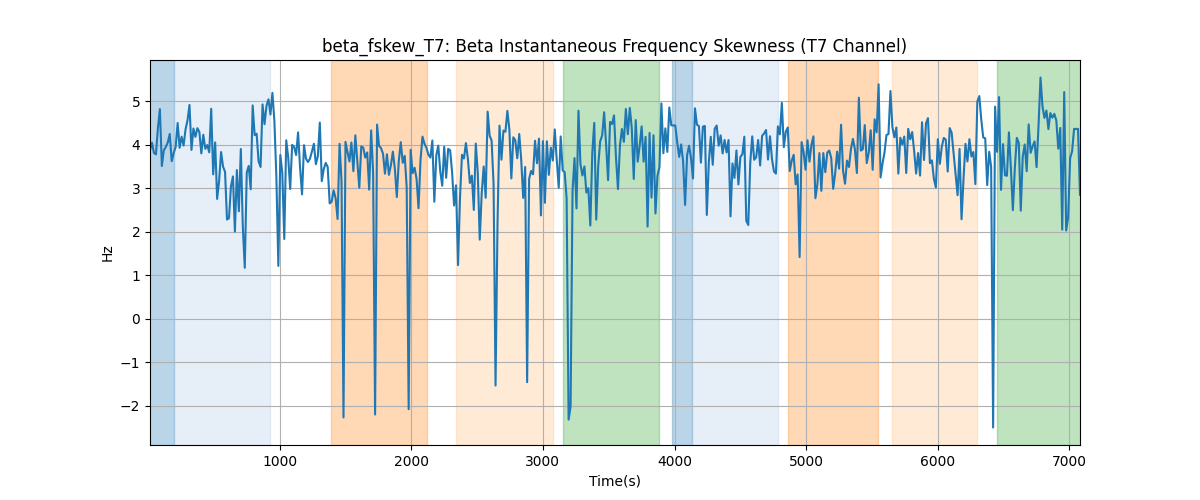 beta_fskew_T7: Beta Instantaneous Frequency Skewness (T7 Channel)
5
4
3
2
1
0
−1
−2
Hz
1000 2000 3000 4000 5000 6000 7000
Time(s)